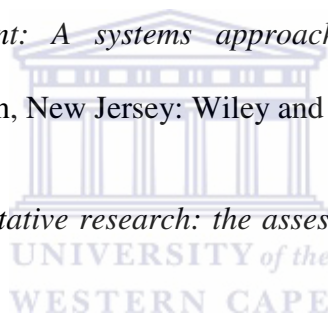 nt: A systems approach
n, New Jersey: Wiley and
tative research: the asses
UNIVERSITY of the
WESTERN CAPE